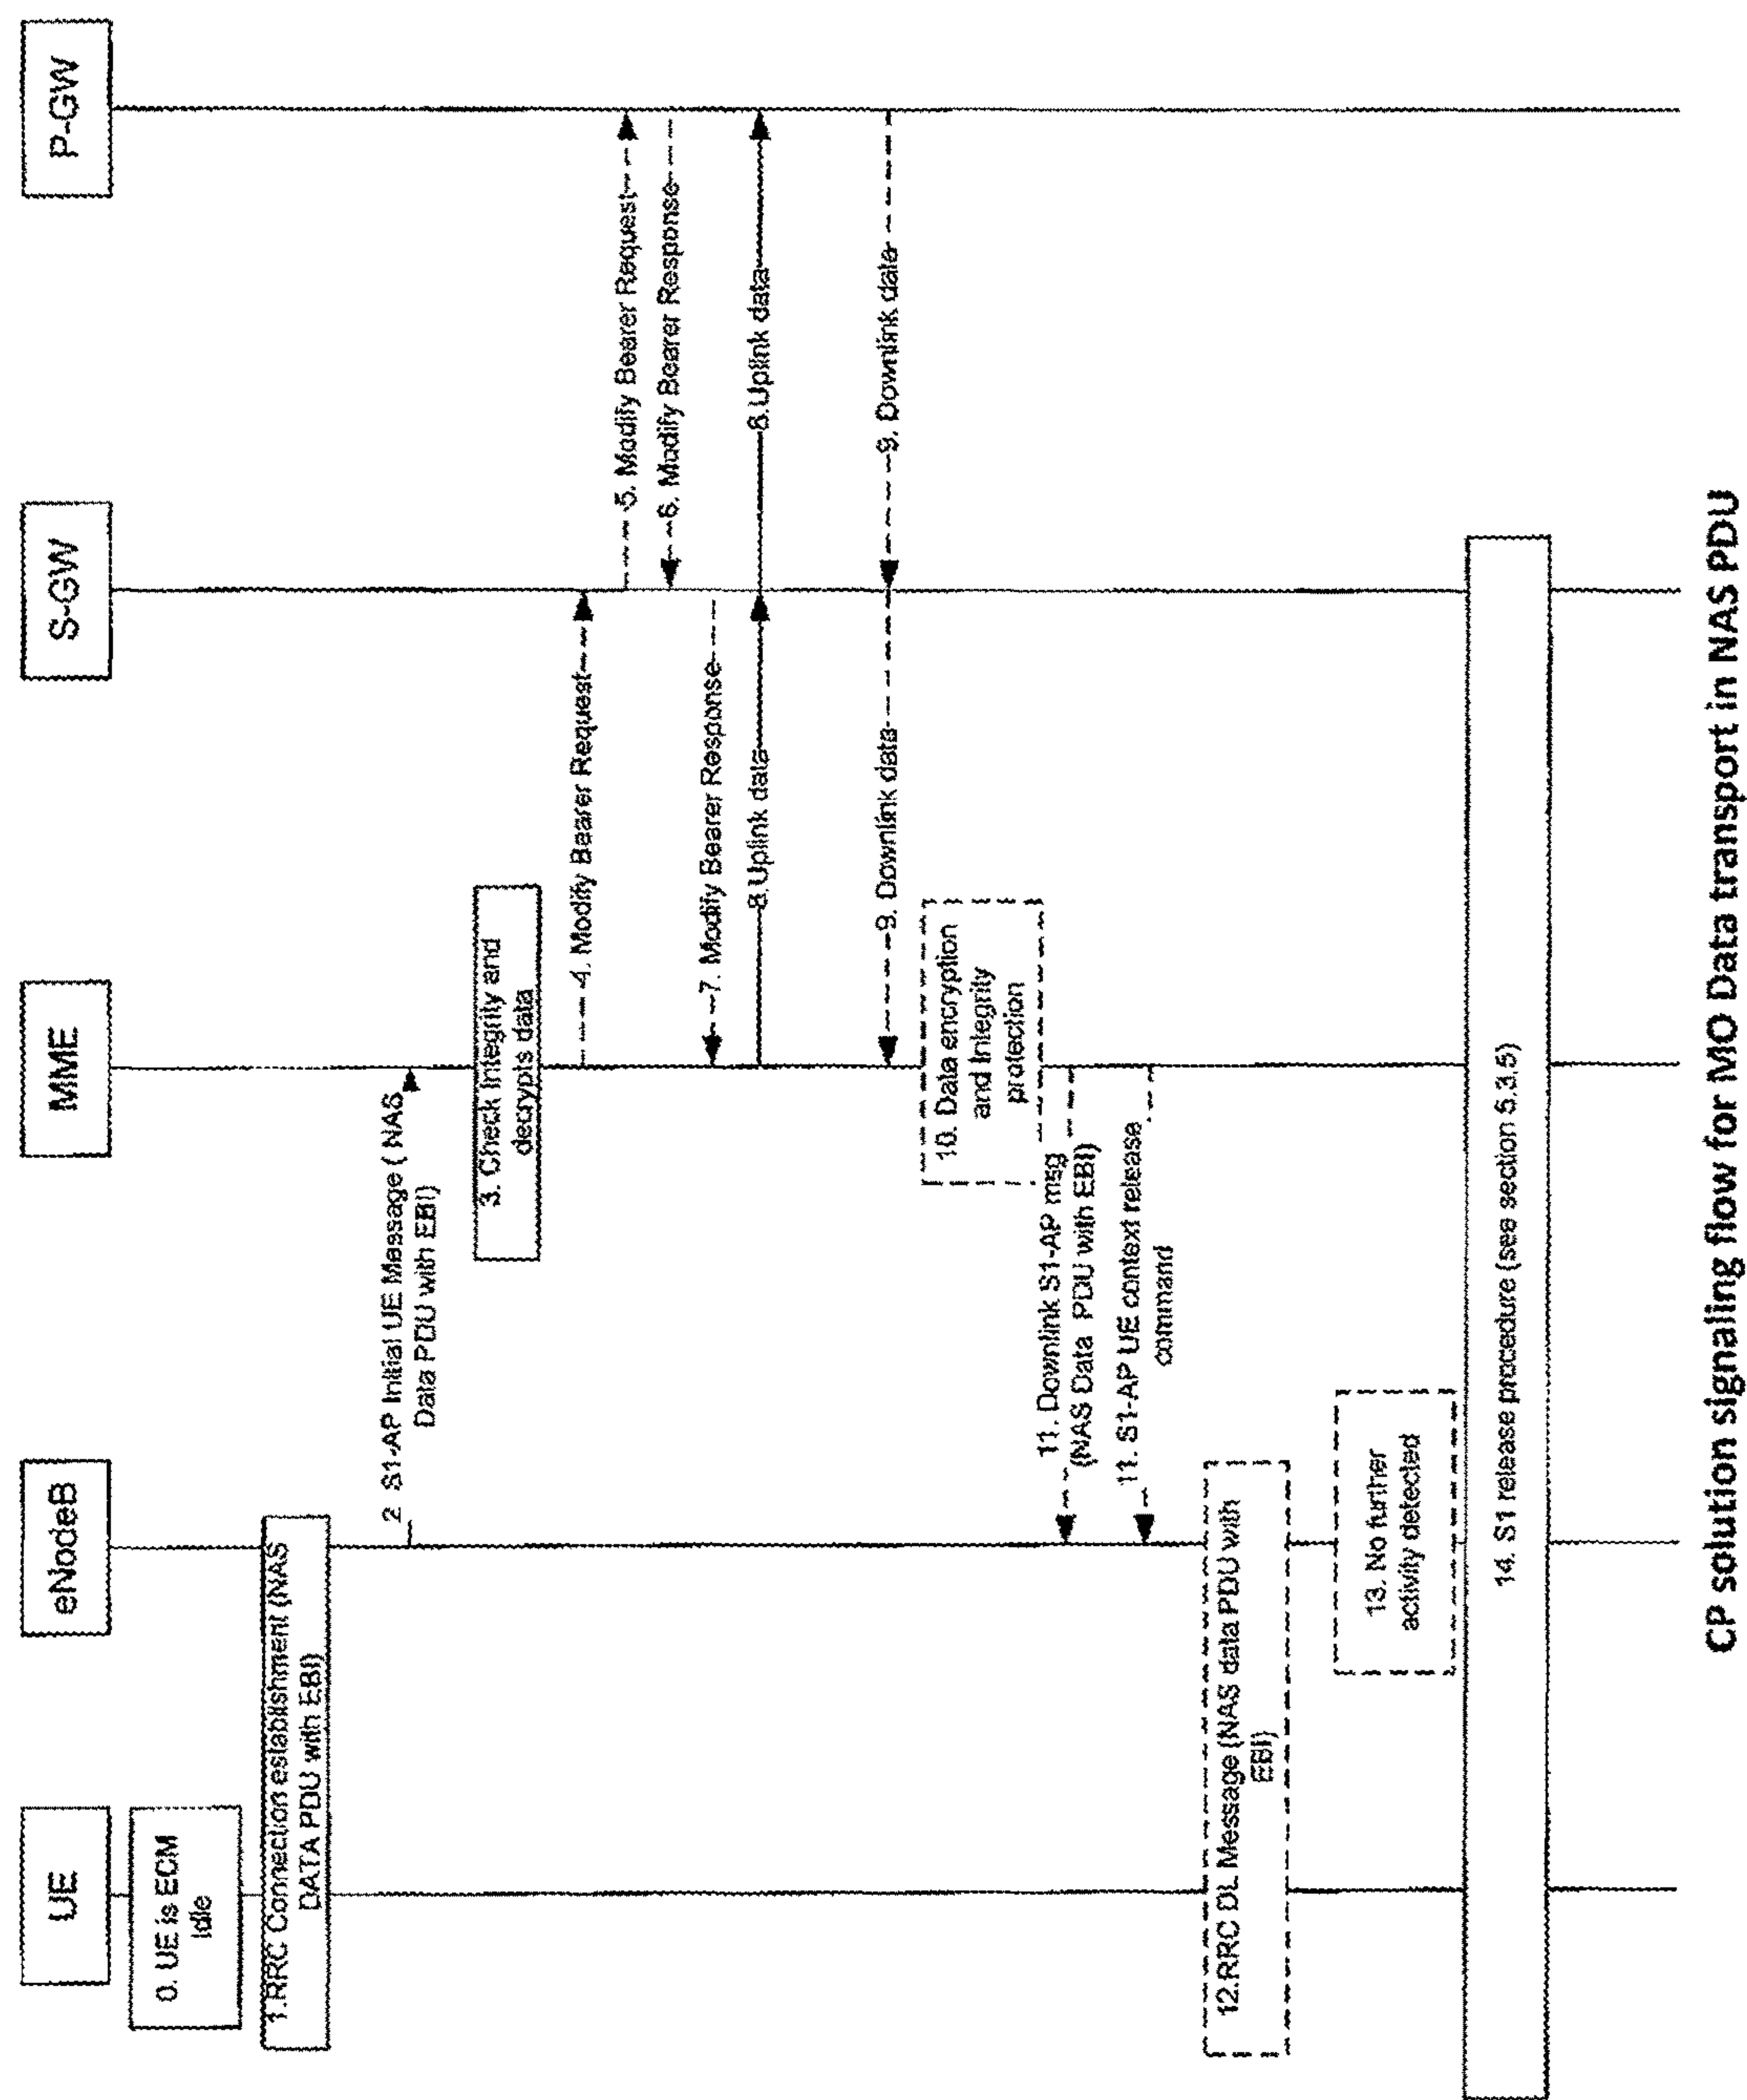 UE
eNodeB
MME
S-GW
P-GW
0. UE is ECM
Idle
1.RRC Connection establishment (NAS
DATA PDU with EBI)
2 S1-AP Initial UE Message ( NAS
Data PDU with EBI)
3. Check Integrity and
decrypts data
4. Modify Bearer Request
5. Modify Bearer Request
6. Modify Bearer Response
7. Modify Bearer Response
8.Uplink data
8.Uplink data
9. Downlink data
9. Downlink data
10. Data encryption
and Integrity
protection
11. Downlink S1-AP msg
(NAS Data PDU with EBI)
11. S1-AP UE context release
command
12.RRC DL Message (NAS data PDU with
EBI)
13. No further
activity detected
14. S1 release procedure (see section 5.3.5)
CP solution signaling flow for MO Data transport in NAS PDU